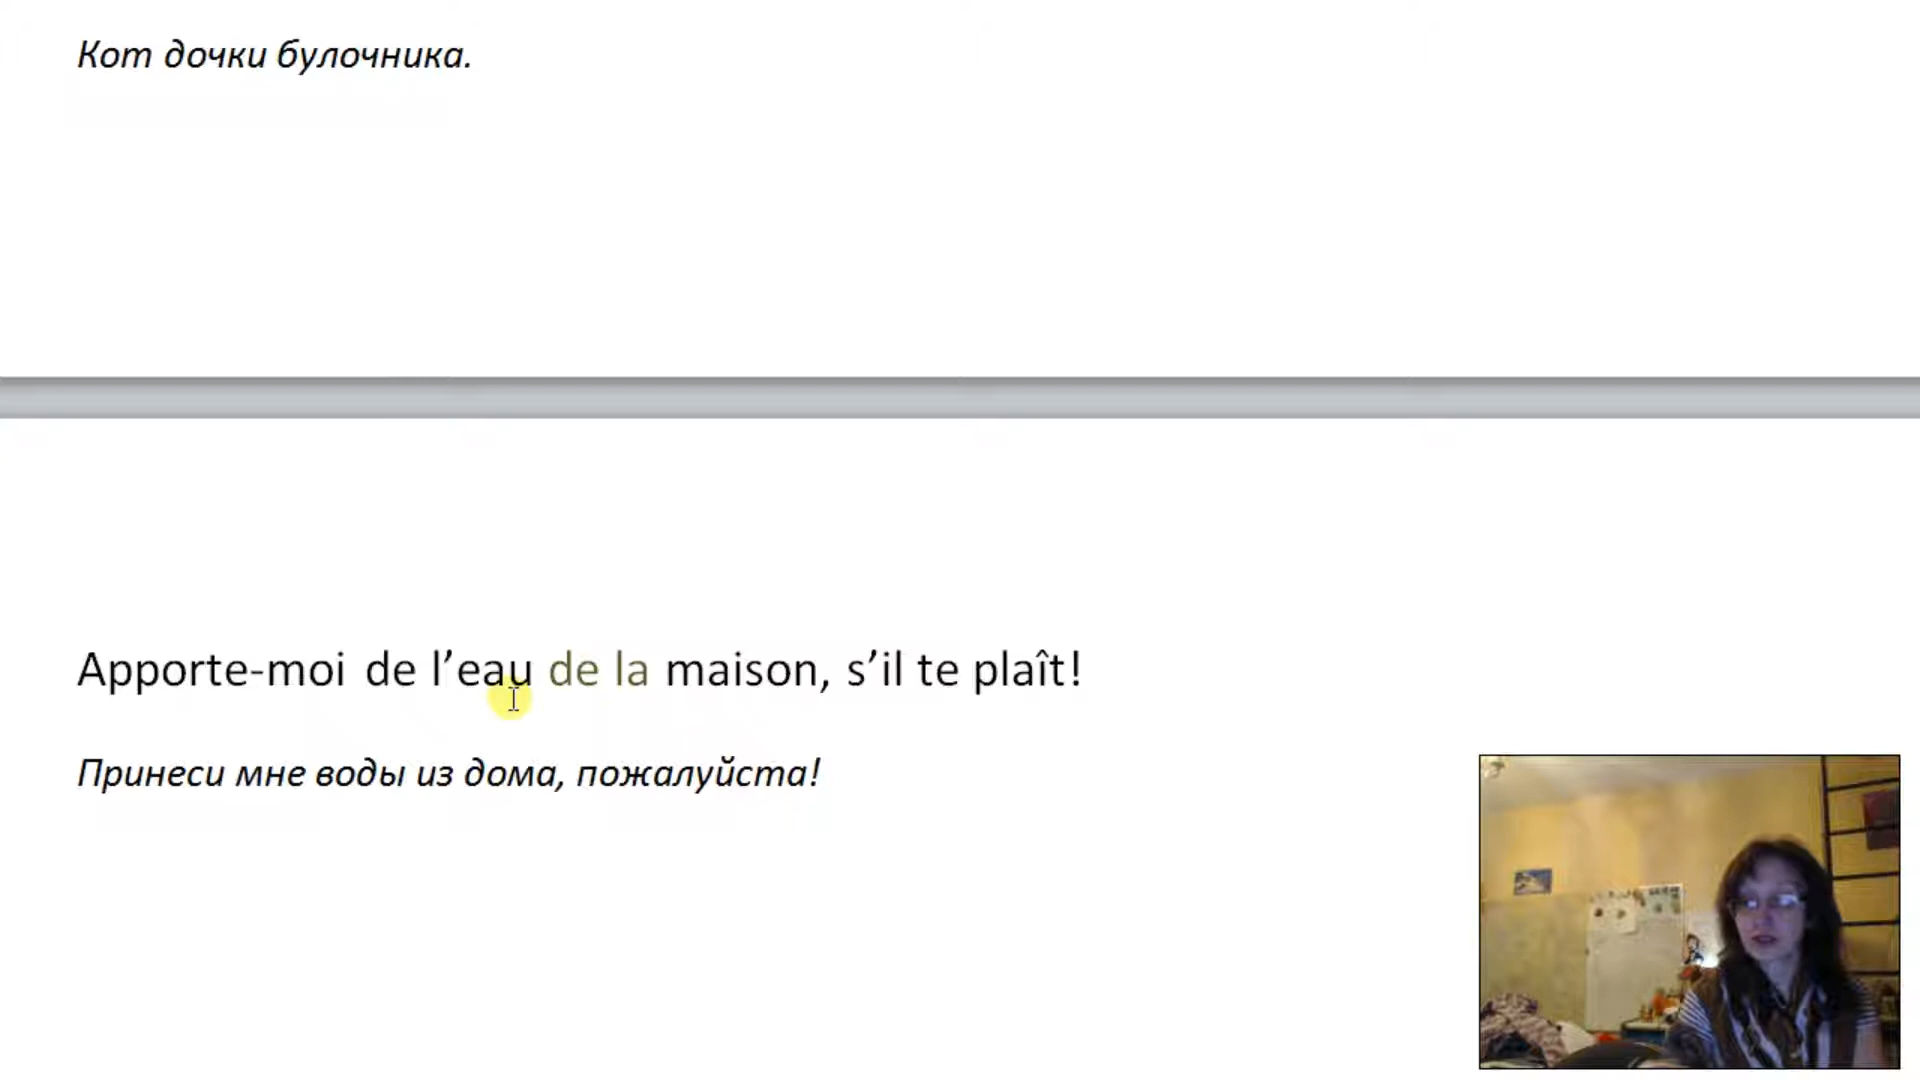 Кот дочки булочника.
Apporte-moi de l’eau de la maison, s’il te plaît!
Принеси мне воды из дома, пожалуйста!